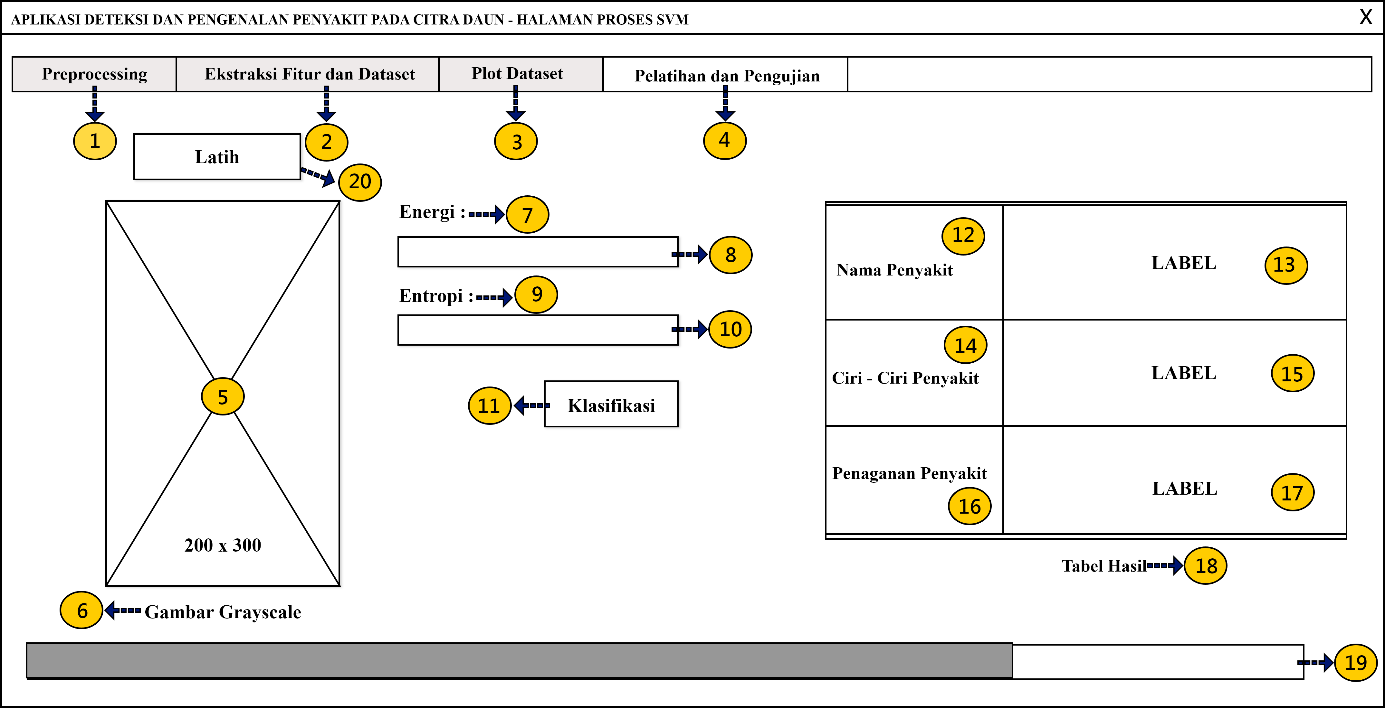 APLIKASI DETEKSI DAN PENGENALAN PENYAKIT PADA CITRA DAUN - HALAMAN PROSES SVM X
Preprocessing Ekstraksi Fitur dan Dataset Plot Dataset Pelatihan dan Pengujian
1 2 3 4
Latih
20
Energi : 7
8
Entropi : 9
10
11 Klasifikasi
5
200 x 300
6 Gambar Grayscale
12
Nama Penyakit LABEL 13
14
Ciri - Ciri Penyakit LABEL 15
Penaganan Penyakit LABEL 17
16
Tabel Hasil 18
19